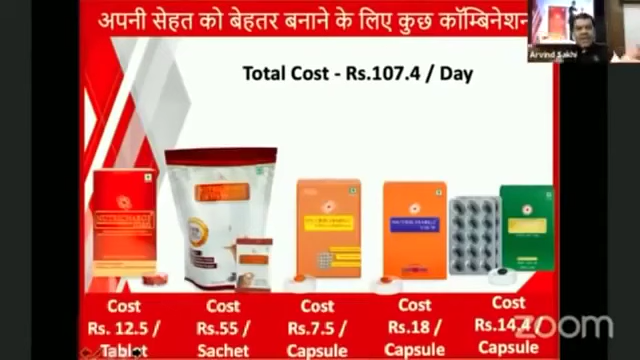 अपनी सेहत को बेहतर बनाने के लिए कुछ कॉम्बिनेशन
Arvind Sakhi
Total Cost - Rs.107.4 / Day
Cost
Rs. 12.5 /
Tablot
Cost
Rs.55 /
Sachet
Cost
Rs.7.5 /
Capsule
Cost
Rs.18 /
Capsule
Cost
Rs.14.4 /
Capsule
zoom